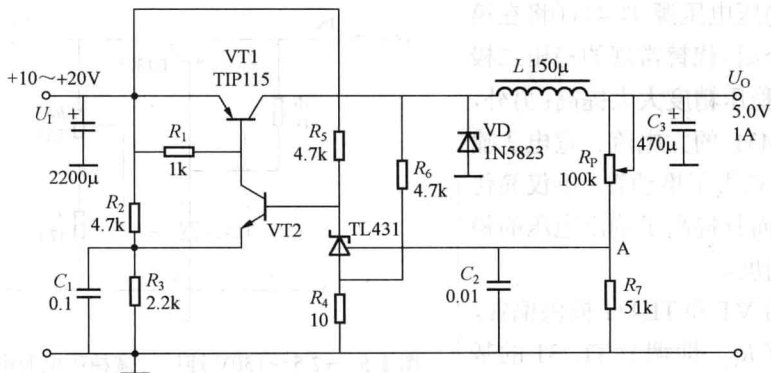 VT1
TIP115
+10～+20V
U_I
+
2200μ
R_1
1k
R_2
4.7k
C_1
0.1
R_3
2.2k
VT2
R_5
4.7k
TL431
R_4
10
R_6
4.7k
VD
1N5823
L 150μ
C_2
0.01
R_P
100k
A
R_7
51k
C_3
470μ
+
U_O
5.0V
1A